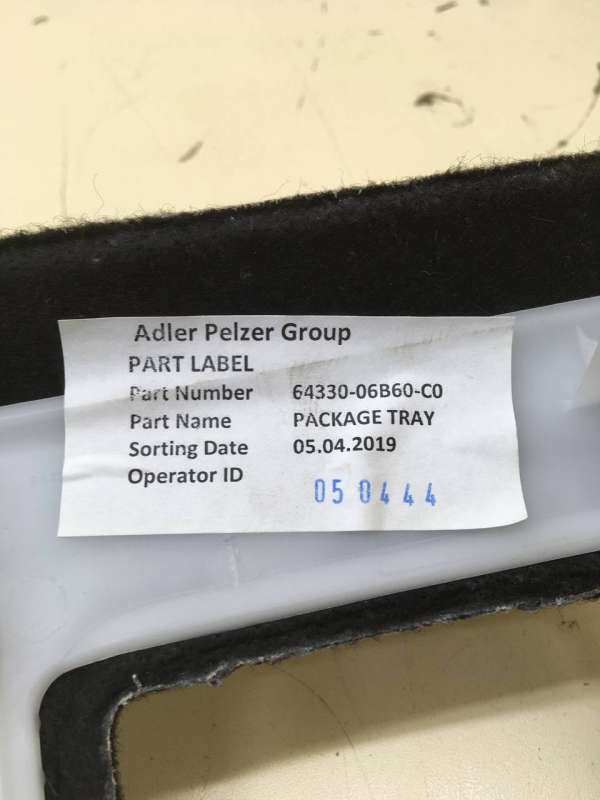 Adler Pelzer Group
PART LABEL
Part Number 64330-06B60-C0
Part Name PACKAGE TRAY
Sorting Date 05.04.2019
Operator ID 050444